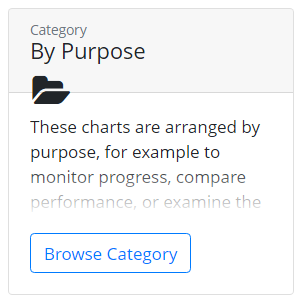 Category
By Purpose
These charts are arranged by
purpose, for example to
monitor progress, compare
performance, or examine the
Browse Category